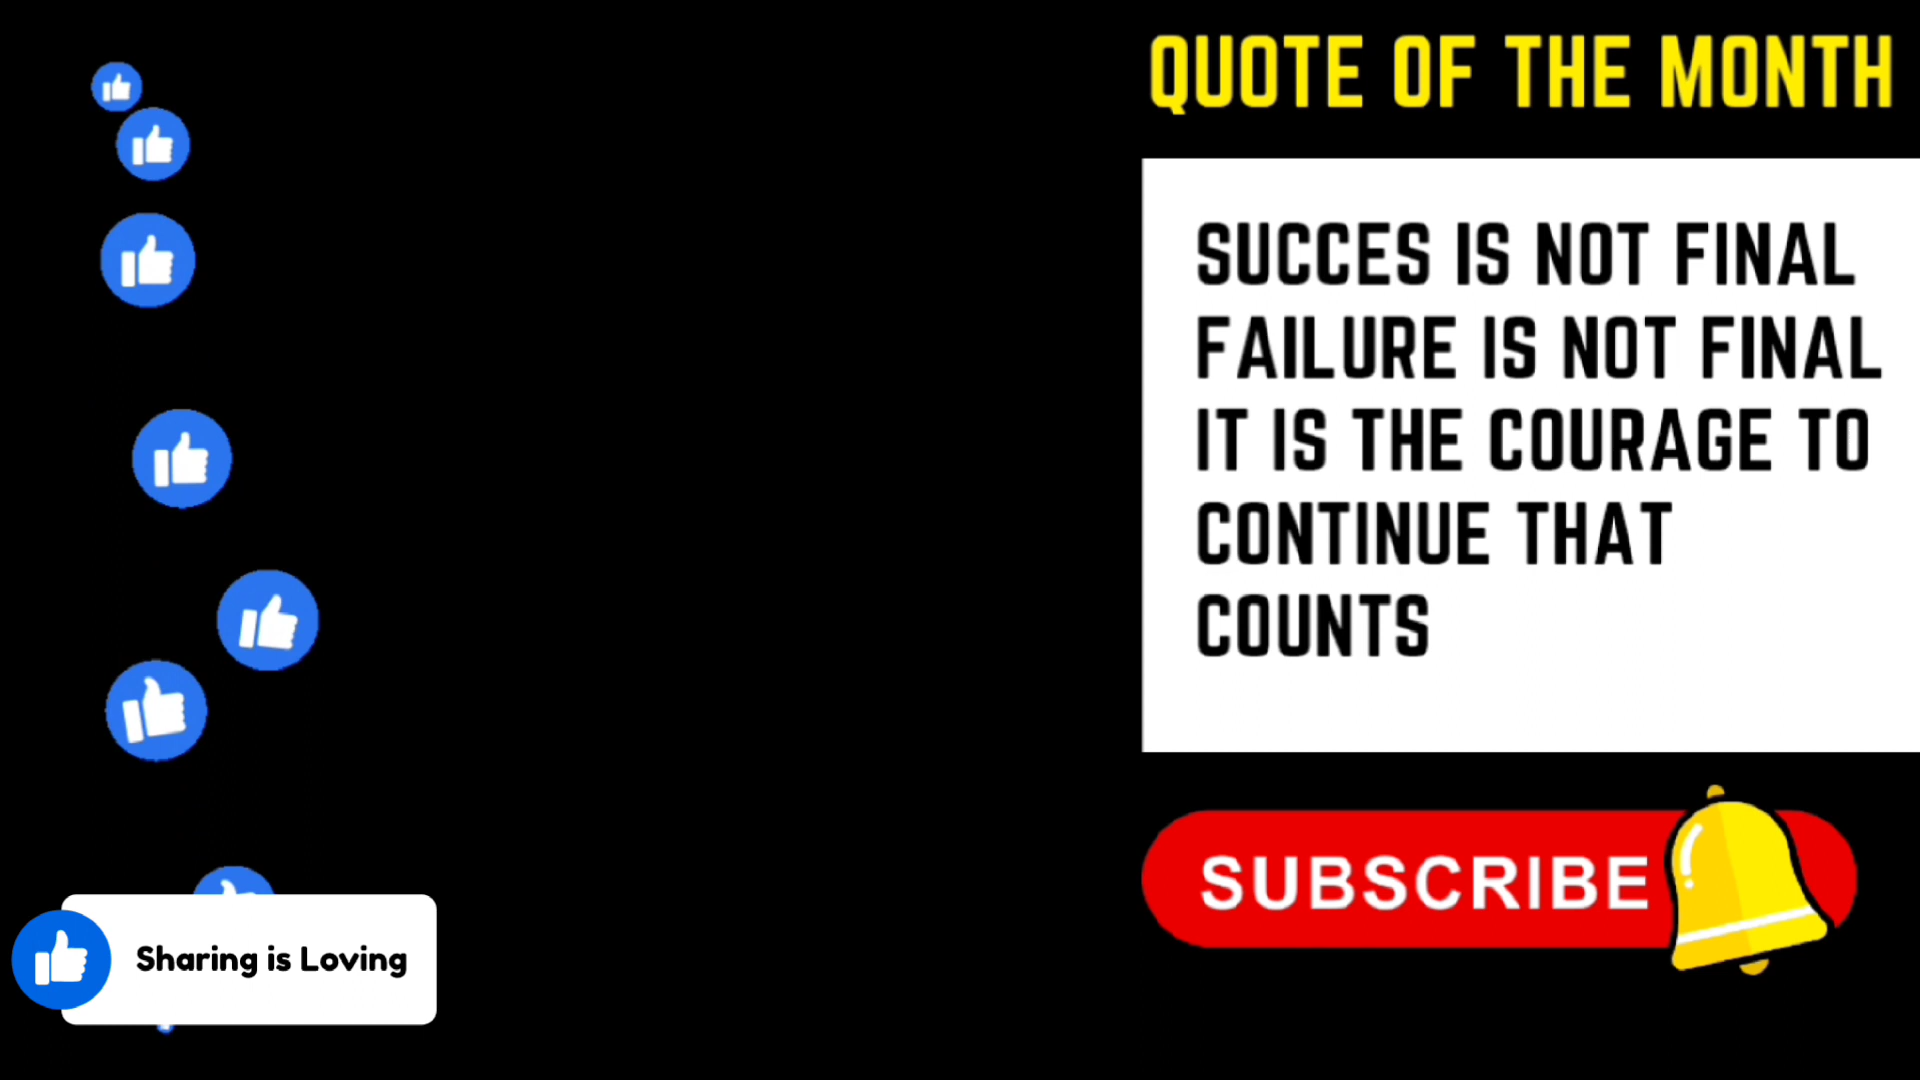 QUOTE OF THE MONTH
SUCCES IS NOT FINAL
FAILURE IS NOT FINAL
IT IS THE COURAGE TO
CONTINUE THAT
COUNTS
SUBSCRIBE
Sharing is Loving